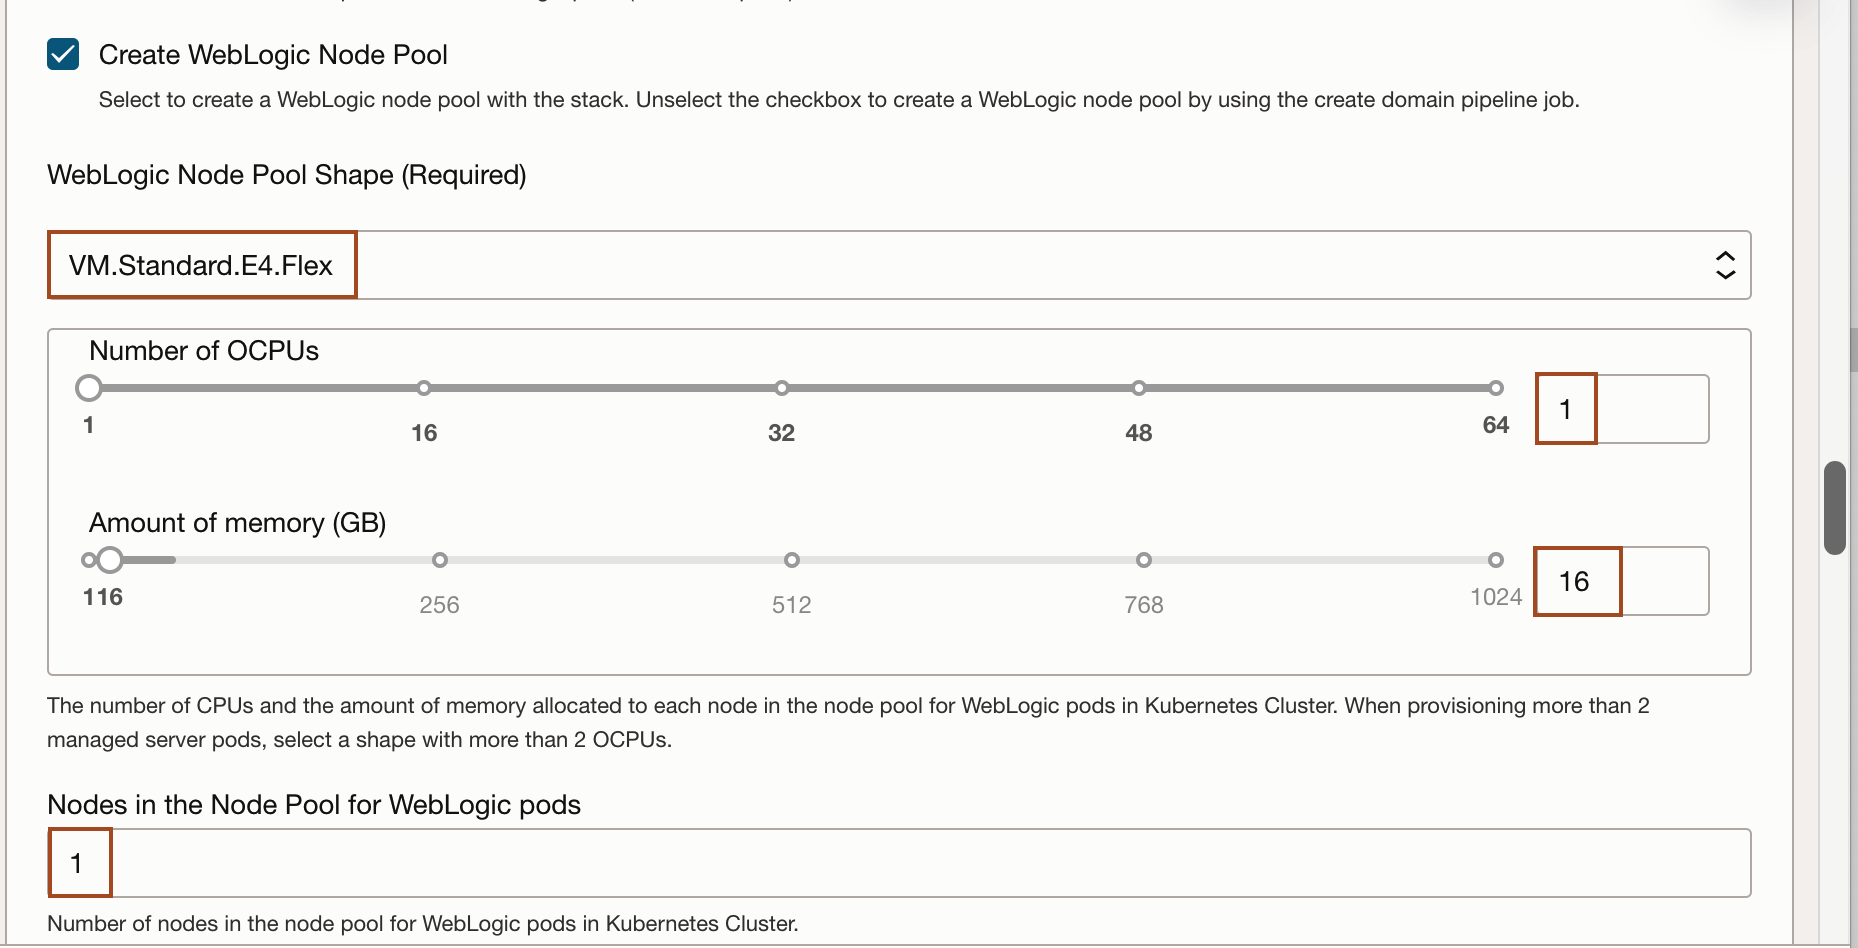 Create WebLogic Node Pool
Select to create a WebLogic node pool with the stack. Unselect the checkbox to create a WebLogic node pool by using the create domain pipeline job.
WebLogic Node Pool Shape (Required)
VM.Standard.E4.Flex
Number of OCPUs
1
16
32
48
64
1
Amount of memory (GB)
116
256
512
768
1024
16
The number of CPUs and the amount of memory allocated to each node in the node pool for WebLogic pods in Kubernetes Cluster. When provisioning more than 2
managed server pods, select a shape with more than 2 OCPUs.
Nodes in the Node Pool for WebLogic pods
1
Number of nodes in the node pool for WebLogic pods in Kubernetes Cluster.